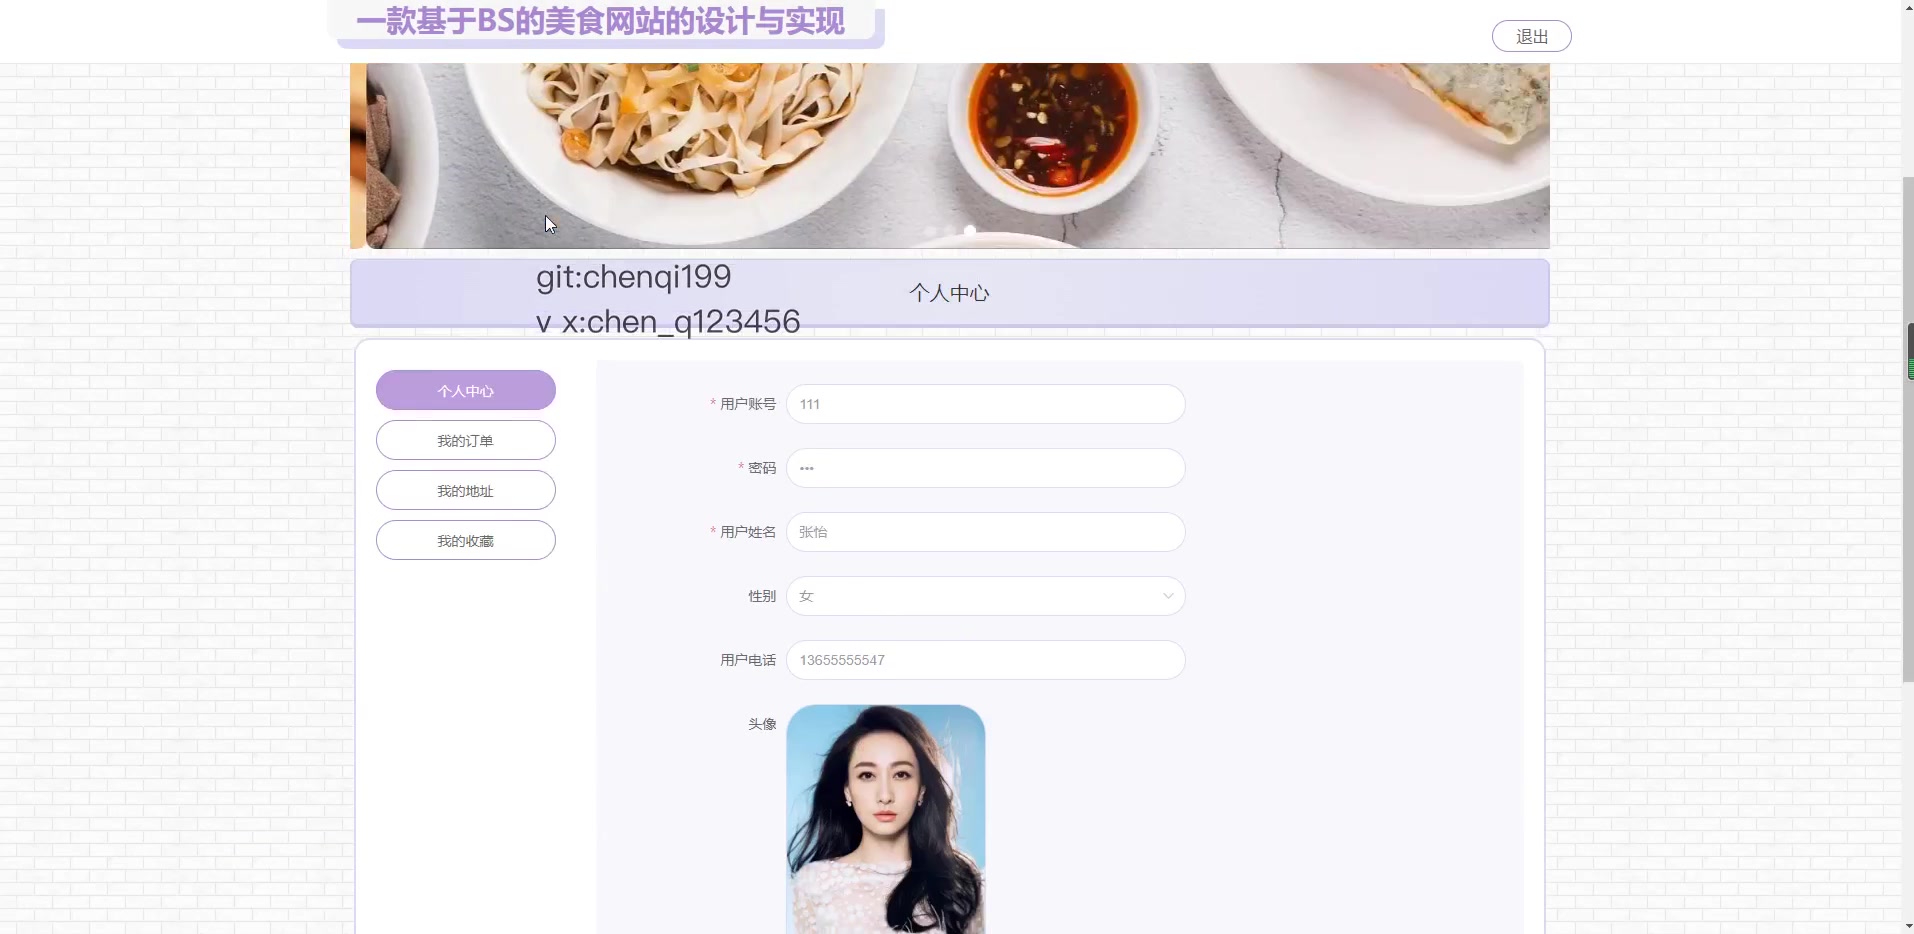 一款基于BS的美食网站的设计与实现
退出
git:chenqi199
个人中心
v x:chen_q123456
个人中心
我的订单
我的地址
我的收藏
* 用户账号 111
* 密码 •••
* 用户姓名 张怡
性别 女
用户电话 13655555547
头像